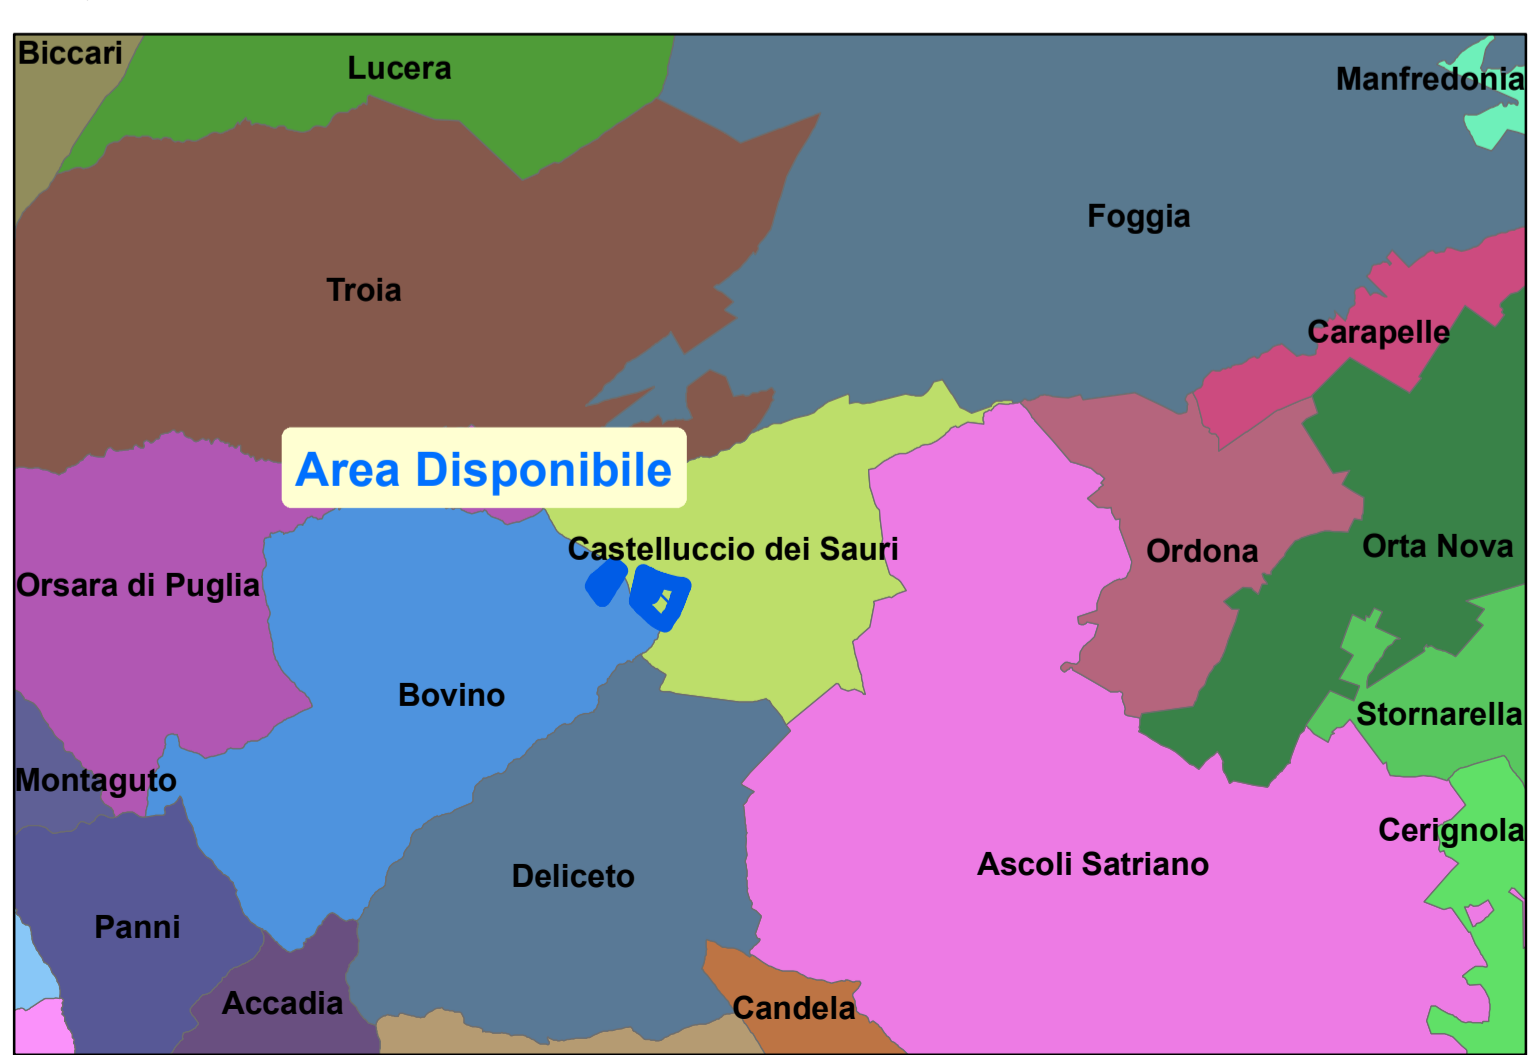 Biccari
Lucera
Manfredonia
Foggia
Troia
Carapelle
Area Disponibile
Castelluccio dei Sauri
Ordona
Orta Nova
Orsara di Puglia
Bovino
Stornarella
Montaguto
Cerignola
Ascoli Satriano
Deliceto
Panni
Accadia
Candela